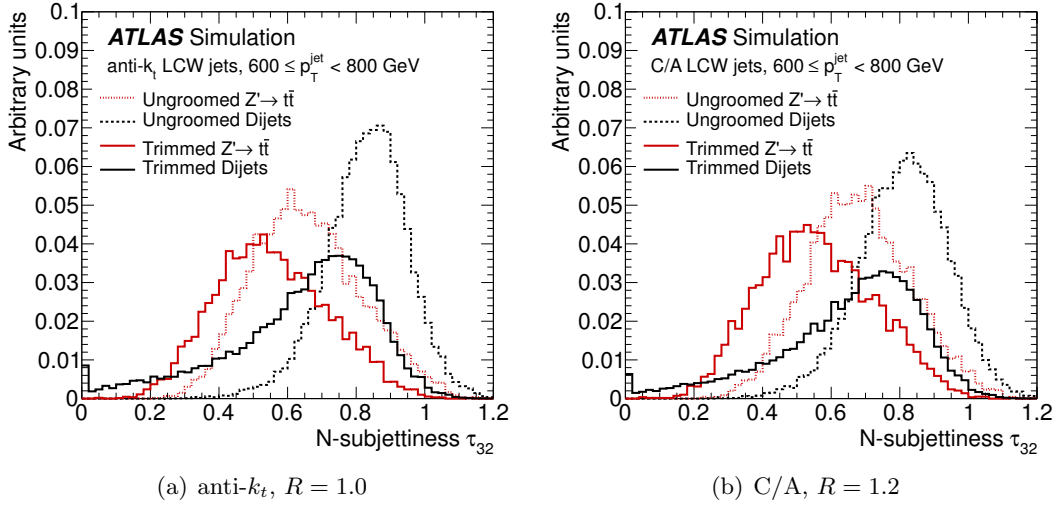 Arbitrary units
0.1
0.09
0.08
0.07
0.06
0.05
0.04
0.03
0.02
0.01
0
ATLAS Simulation
anti-kₜ LCW jets, 600 ≤ p_T^jet < 800 GeV
Ungroomed Z'→ tt̄
Ungroomed Dijets
Trimmed Z'→ tt̄
Trimmed Dijets
0 0.2 0.4 0.6 0.8 1 1.2
N-subjettiness τ₃₂
(a) anti-kₜ, R = 1.0
Arbitrary units
0.1
0.09
0.08
0.07
0.06
0.05
0.04
0.03
0.02
0.01
0
ATLAS Simulation
C/A LCW jets, 600 ≤ p_T^jet < 800 GeV
Ungroomed Z'→ tt̄
Ungroomed Dijets
Trimmed Z'→ tt̄
Trimmed Dijets
0 0.2 0.4 0.6 0.8 1 1.2
N-subjettiness τ₃₂
(b) C/A, R = 1.2